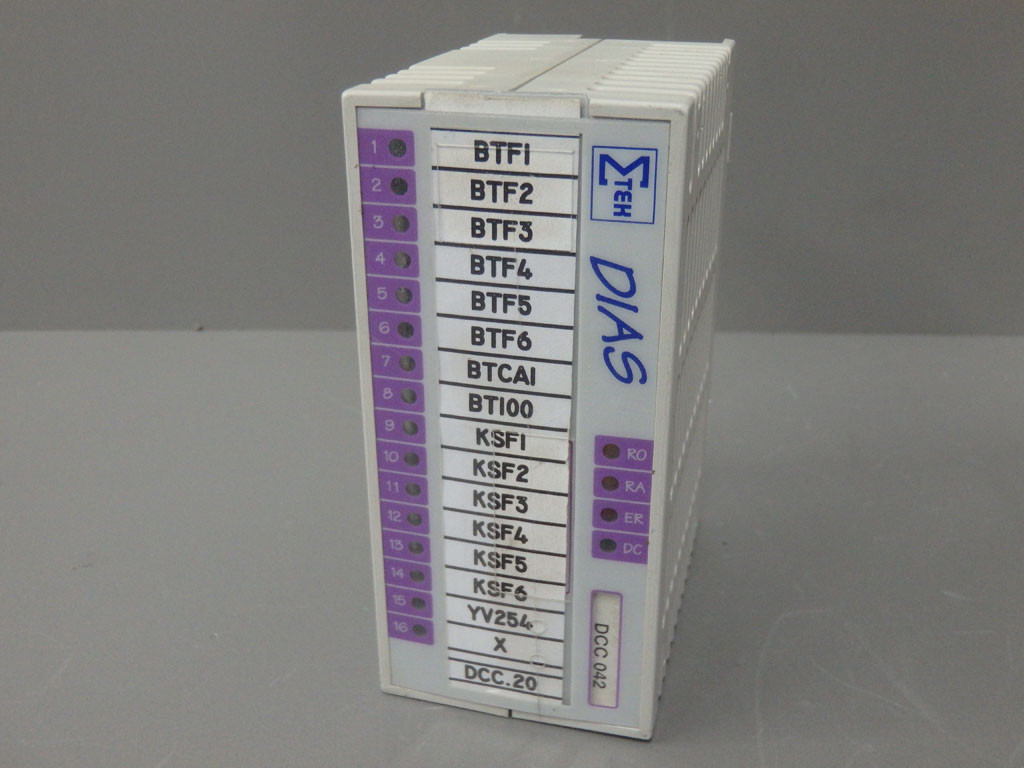 1 BTF1
2 BTF2
3 BTF3
4 BTF4
5 BTF5
6 BTF6
7 BTCA1
8 BT100
9 KSF1
10 KSF2
11 KSF3
12 KSF4
13 KSF5
14 KSF6
15 YV254
16 X
DCC.20
ΣTEK
DIAS
RO
RA
ER
DC
DCC 042